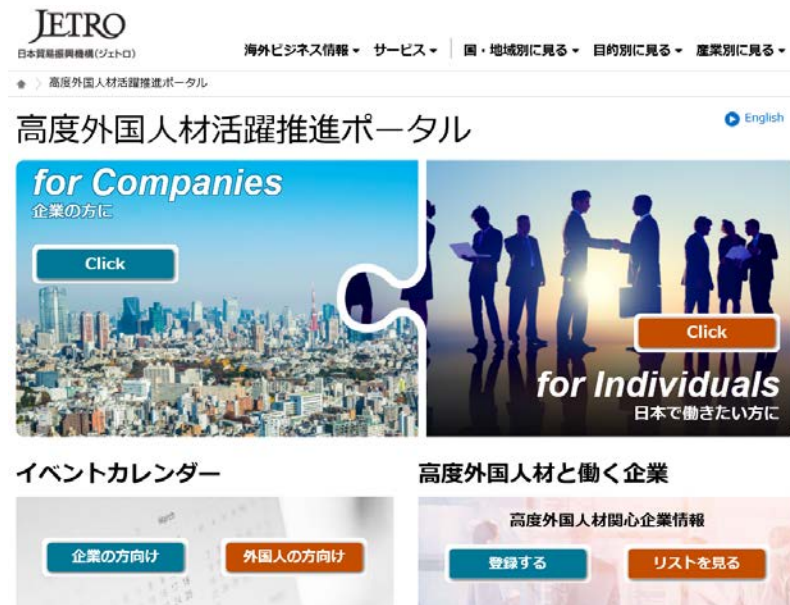 JETRO
日本貿易振興機構(ジェトロ)
海外ビジネス情報 サービス 国・地域別に見る 目的別に見る 産業別に見る
高度外国人材活躍推進ポータル
高度外国人材活躍推進ポータル
English
for Companies
企業の方に
Click
Click
for Individuals
日本で働きたい方に
イベントカレンダー
高度外国人材と働く企業
March
高度外国人材関心企業情報
企業の方向け 外国人の方向け
登録する リストを見る